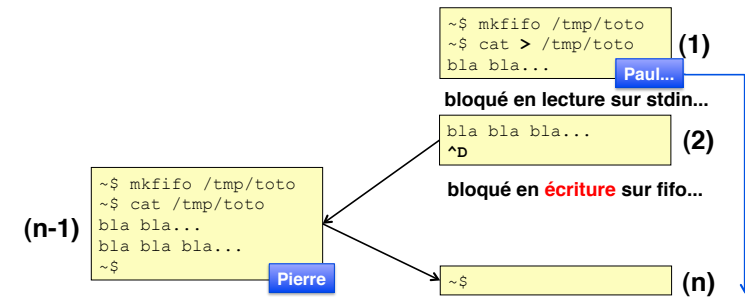 ~$ mkfifo /tmp/toto
~$ cat > /tmp/toto
bla bla...
Paul...
(1)
bloqué en lecture sur stdin...
bla bla bla...
^D
(2)
bloqué en écriture sur fifo...
(n-1)
~$ mkfifo /tmp/toto
~$ cat /tmp/toto
bla bla...
bla bla bla...
~$
Pierre
~$
(n)